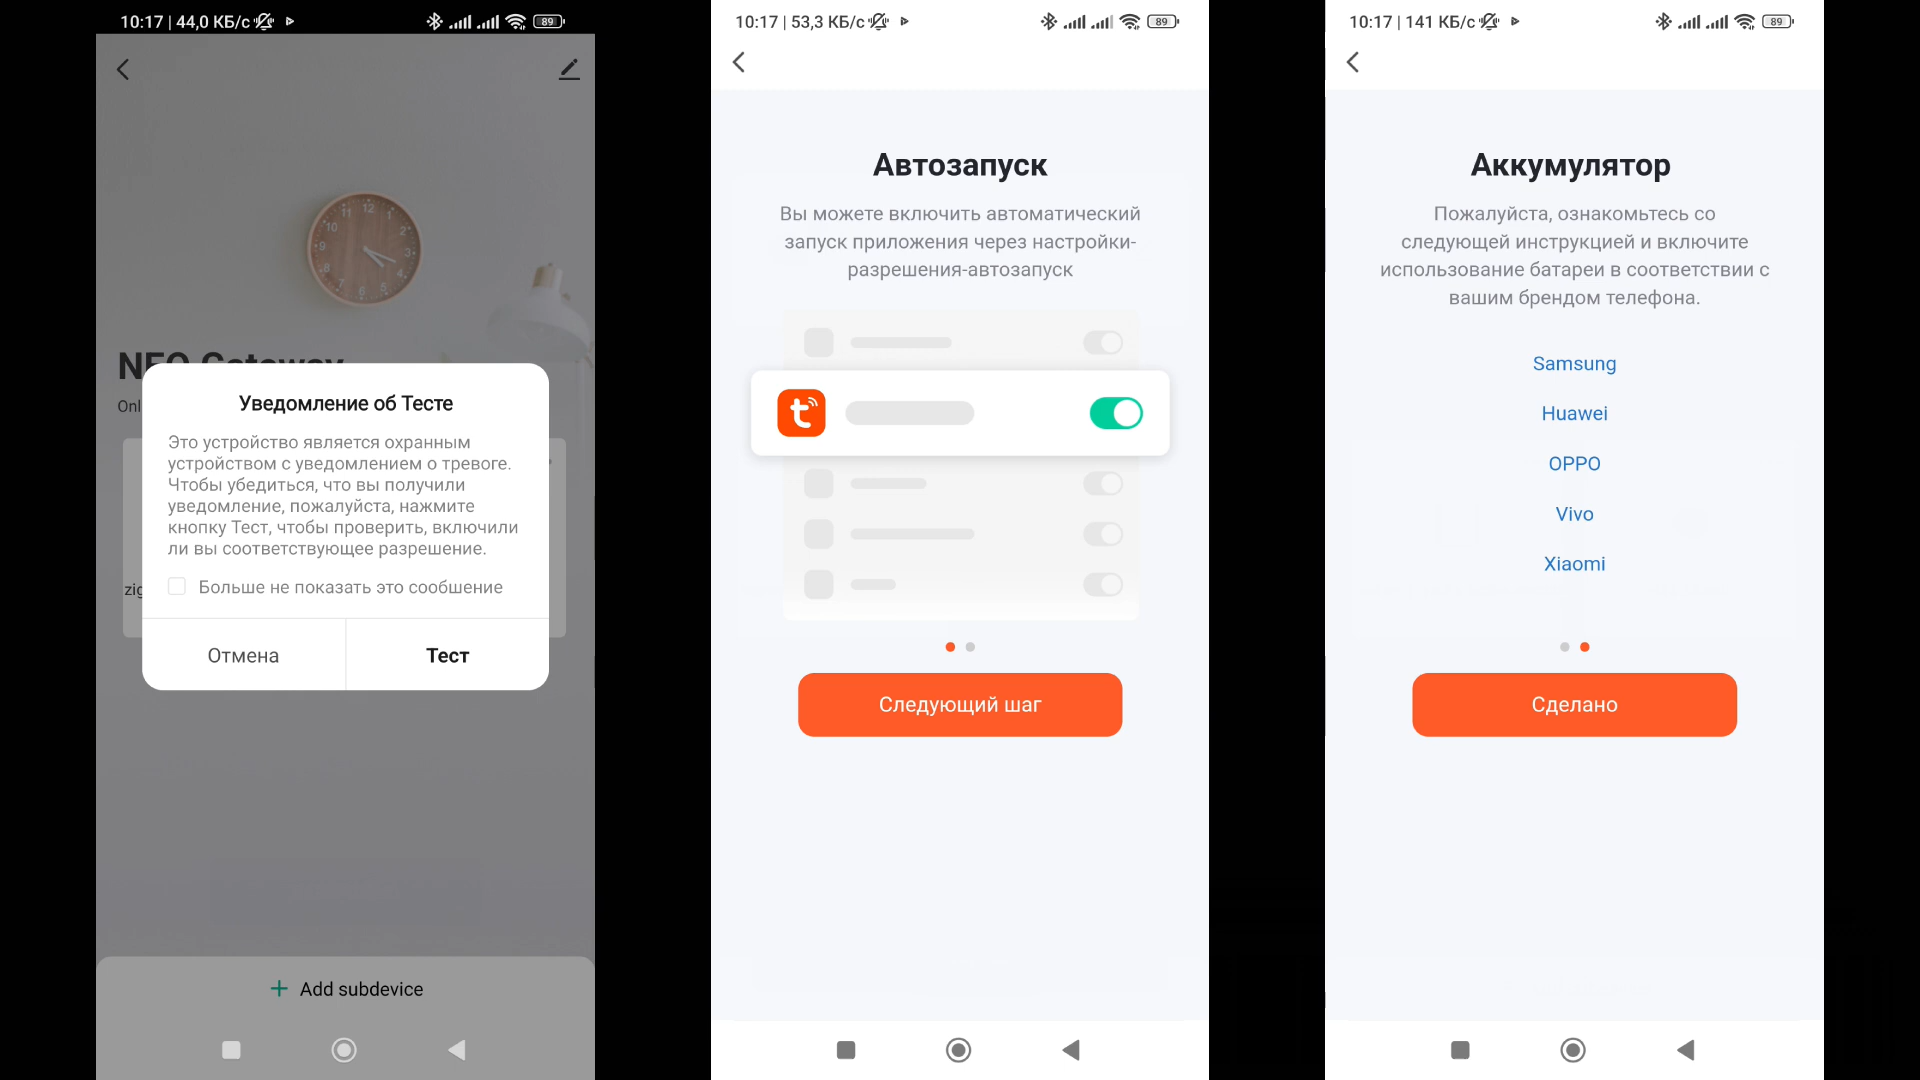 10:17 | 44,0 КБ/с
89
NEO Gateway
Onl
Уведомление об Тесте
Это устройство является охранным
устройством с уведомлением о тревоге.
Чтобы убедиться, что вы получили
уведомление, пожалуйста, нажмите
кнопку Тест, чтобы проверить, включили
ли вы соответствующее разрешение.
Больше не показать это сообщение
zig
Отмена
Тест
+ Add subdevice
10:17 | 53,3 КБ/с
89
Автозапуск
Вы можете включить автоматический
запуск приложения через настройки-
разрешения-автозапуск
Следующий шаг
10:17 | 141 КБ/с
89
Аккумулятор
Пожалуйста, ознакомьтесь со
следующей инструкцией и включите
использование батареи в соответствии с
вашим брендом телефона.
Samsung
Huawei
OPPO
Vivo
Xiaomi
Сделано